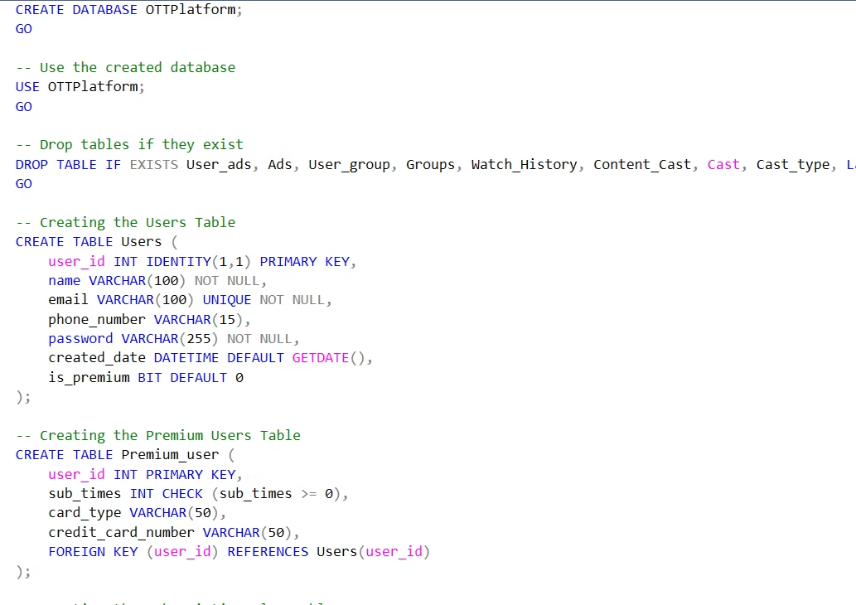 CREATE DATABASE OTTPlatform;
GO
-- Use the created database
USE OTTPlatform;
GO
-- Drop tables if they exist
DROP TABLE IF EXISTS User_ads, Ads, User_group, Groups, Watch_History, Content_Cast, Cast, Cast_type,
GO
-- Creating the Users Table
CREATE TABLE Users (
    user_id INT IDENTITY(1,1) PRIMARY KEY,
    name VARCHAR(100) NOT NULL,
    email VARCHAR(100) UNIQUE NOT NULL,
    phone_number VARCHAR(15),
    password VARCHAR(255) NOT NULL,
    created_date DATETIME DEFAULT GETDATE(),
    is_premium BIT DEFAULT 0
);
-- Creating the Premium Users Table
CREATE TABLE Premium_user (
    user_id INT PRIMARY KEY,
    sub_times INT CHECK (sub_times >= 0),
    card_type VARCHAR(50),
    credit_card_number VARCHAR(50),
    FOREIGN KEY (user_id) REFERENCES Users(user_id)
);